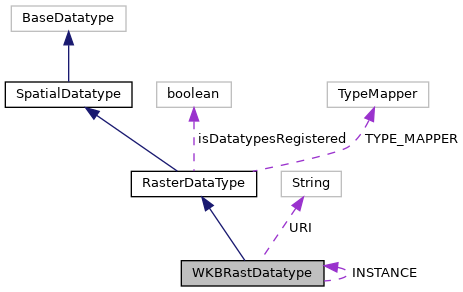 BaseDatatype
SpatialDatatype
boolean
TypeMapper
isDatatypesRegistered
TYPE_MAPPER
RasterDataType
String
URI
WKBRastDatatype
INSTANCE